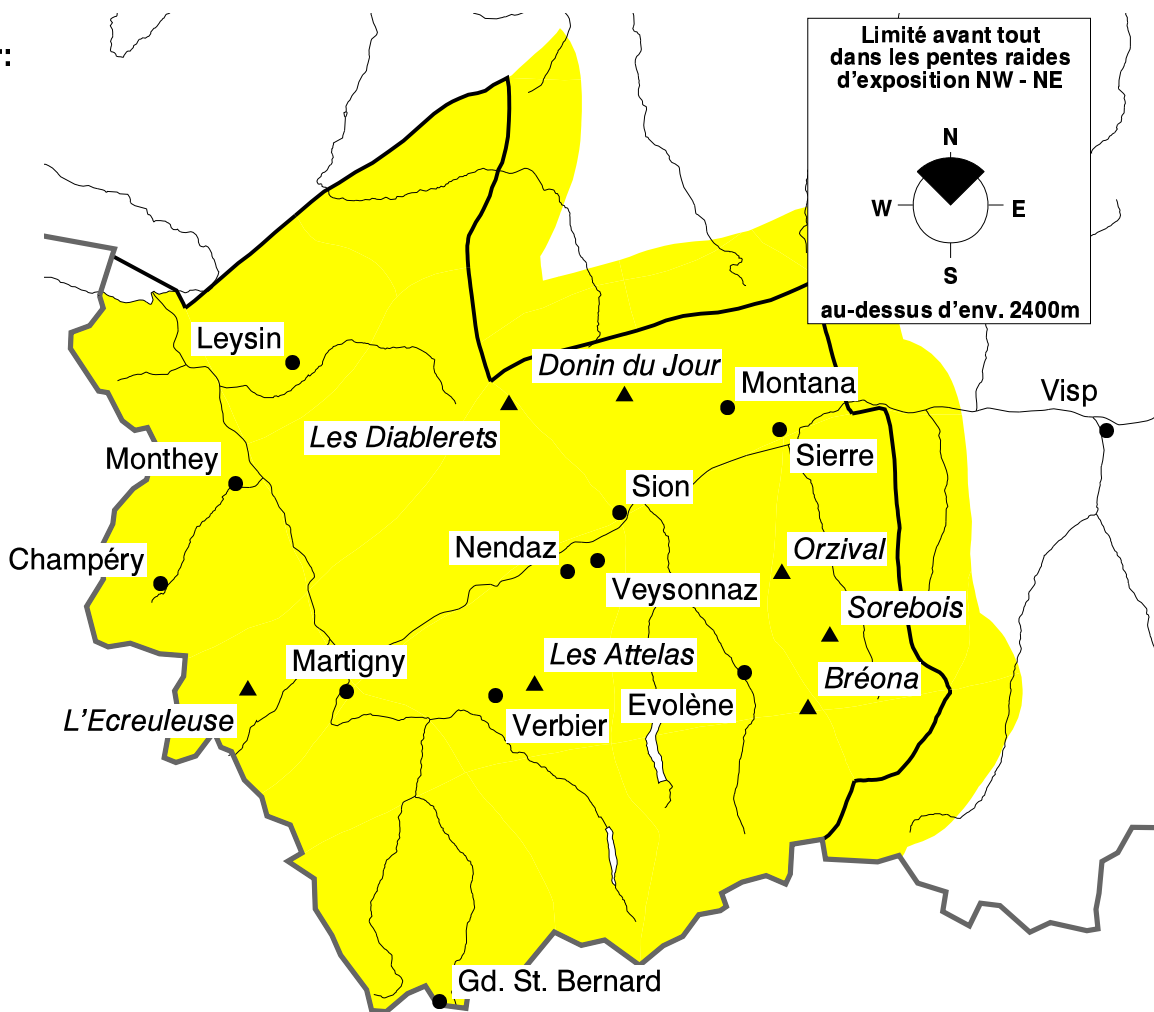 Limité avant tout
dans les pentes raides
d'exposition NW - NE
N
W
E
S
au-dessus d'env. 2400m
Leysin
Donin du Jour
Montana
Visp
Les Diablerets
Sierre
Monthey
Sion
Nendaz
Orzival
Champéry
Veysonnaz
Sorebois
Les Attelas
Martigny
Bréona
Evolène
L'Ecreuleuse
Verbier
Gd. St. Bernard